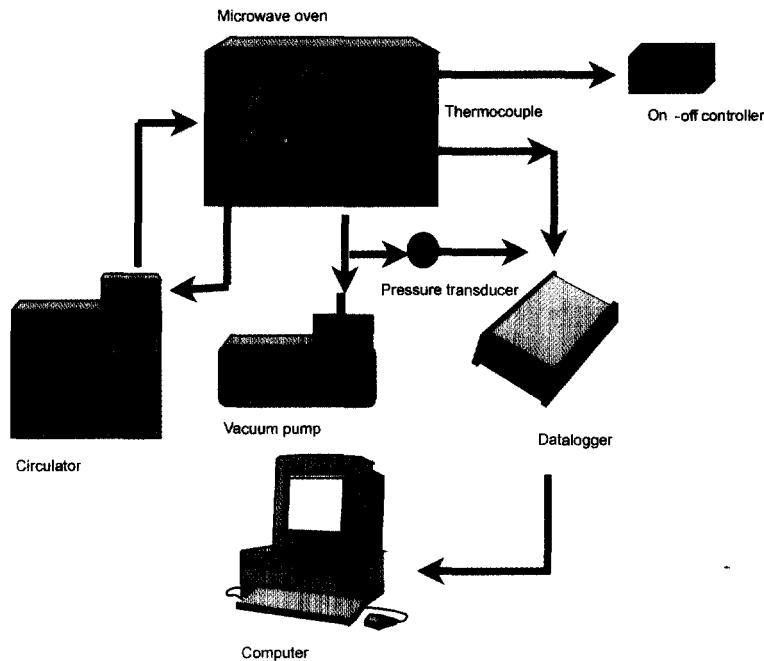 Microwave oven
Thermocouple
On -off controller
Pressure transducer
Vacuum pump
Datalogger
Circulator
Computer